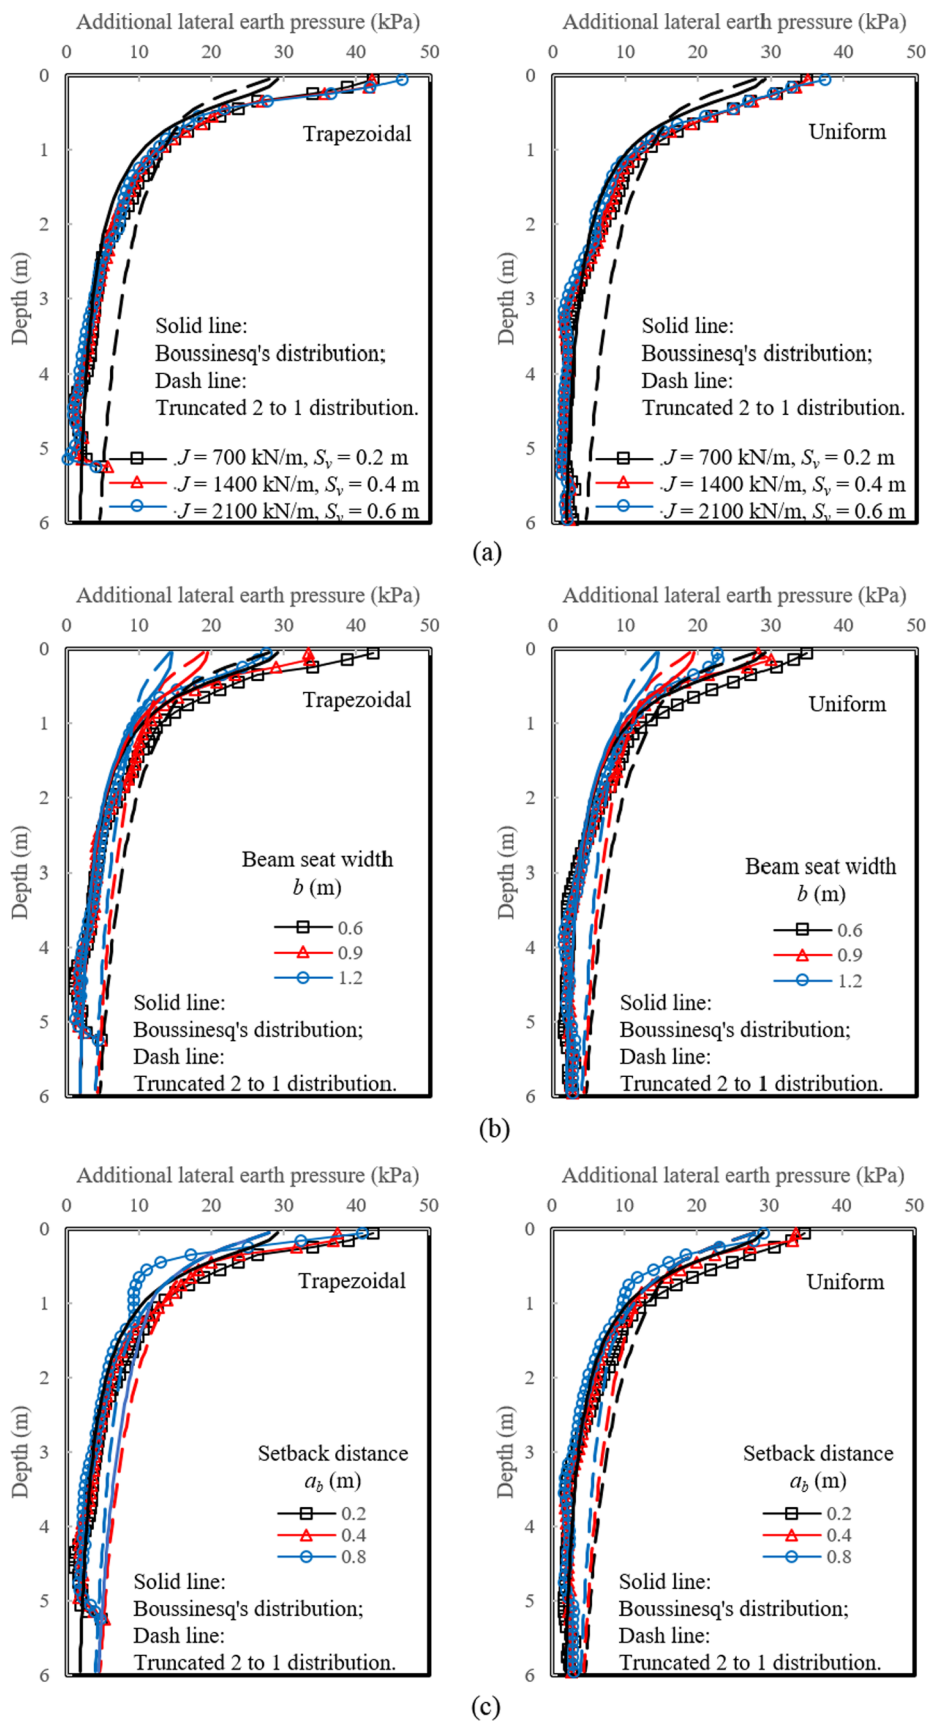 Additional lateral earth pressure (kPa)
0 10 20 30 40 50
0
1
2
3
4
5
6
Depth (m)
Trapezoidal
Solid line:
Boussinesq's distribution;
Dash line:
Truncated 2 to 1 distribution.
J = 700 kN/m, Sv = 0.2 m
J = 1400 kN/m, Sv = 0.4 m
J = 2100 kN/m, Sv = 0.6 m
Additional lateral earth pressure (kPa)
0 10 20 30 40 50
0
1
2
3
4
5
6
Depth (m)
Uniform
Solid line:
Boussinesq's distribution;
Dash line:
Truncated 2 to 1 distribution.
J = 700 kN/m, Sv = 0.2 m
J = 1400 kN/m, Sv = 0.4 m
J = 2100 kN/m, Sv = 0.6 m
(a)
Additional lateral earth pressure (kPa)
0 10 20 30 40 50
0
1
2
3
4
5
6
Depth (m)
Trapezoidal
Beam seat width
b (m)
0.6
0.9
1.2
Solid line:
Boussinesq's distribution;
Dash line:
Truncated 2 to 1 distribution.
Additional lateral earth pressure (kPa)
0 10 20 30 40 50
0
1
2
3
4
5
6
Depth (m)
Uniform
Beam seat width
b (m)
0.6
0.9
1.2
Solid line:
Boussinesq's distribution;
Dash line:
Truncated 2 to 1 distribution.
(b)
Additional lateral earth pressure (kPa)
0 10 20 30 40 50
0
1
2
3
4
5
6
Depth (m)
Trapezoidal
Setback distance
ab (m)
0.2
0.4
0.8
Solid line:
Boussinesq's distribution;
Dash line:
Truncated 2 to 1 distribution.
Additional lateral earth pressure (kPa)
0 10 20 30 40 50
0
1
2
3
4
5
6
Depth (m)
Uniform
Setback distance
ab (m)
0.2
0.4
0.8
Solid line:
Boussinesq's distribution;
Dash line:
Truncated 2 to 1 distribution.
(c)